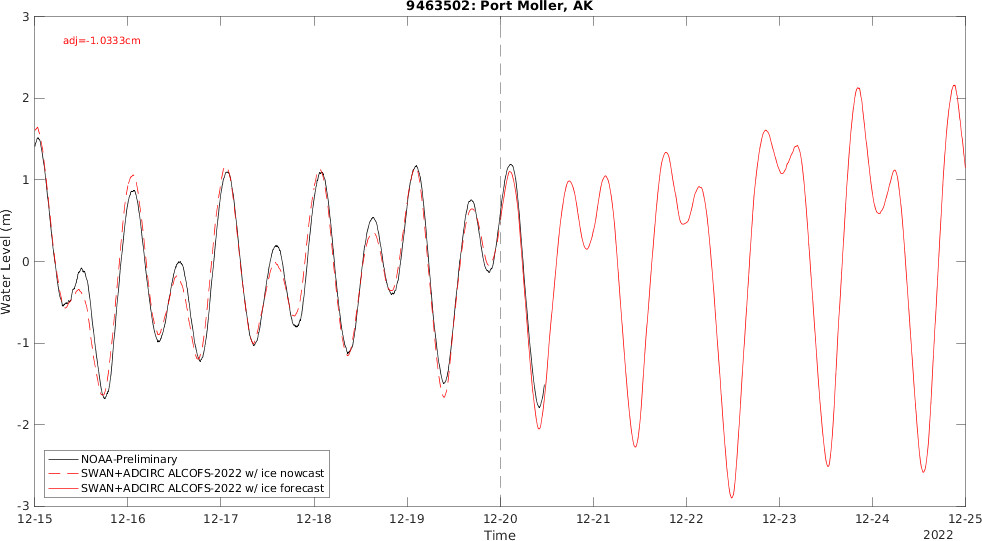 9463502: Port Moller, AK
3
adj=-1.0333cm
2
1
0
-1
-2
-3
Water Level (m)
NOAA-Preliminary
SWAN+ADCIRC ALCOFS-2022 w/ ice nowcast
SWAN+ADCIRC ALCOFS-2022 w/ ice forecast
12-15 12-16 12-17 12-18 12-19 12-20 12-21 12-22 12-23 12-24 12-25
Time
2022